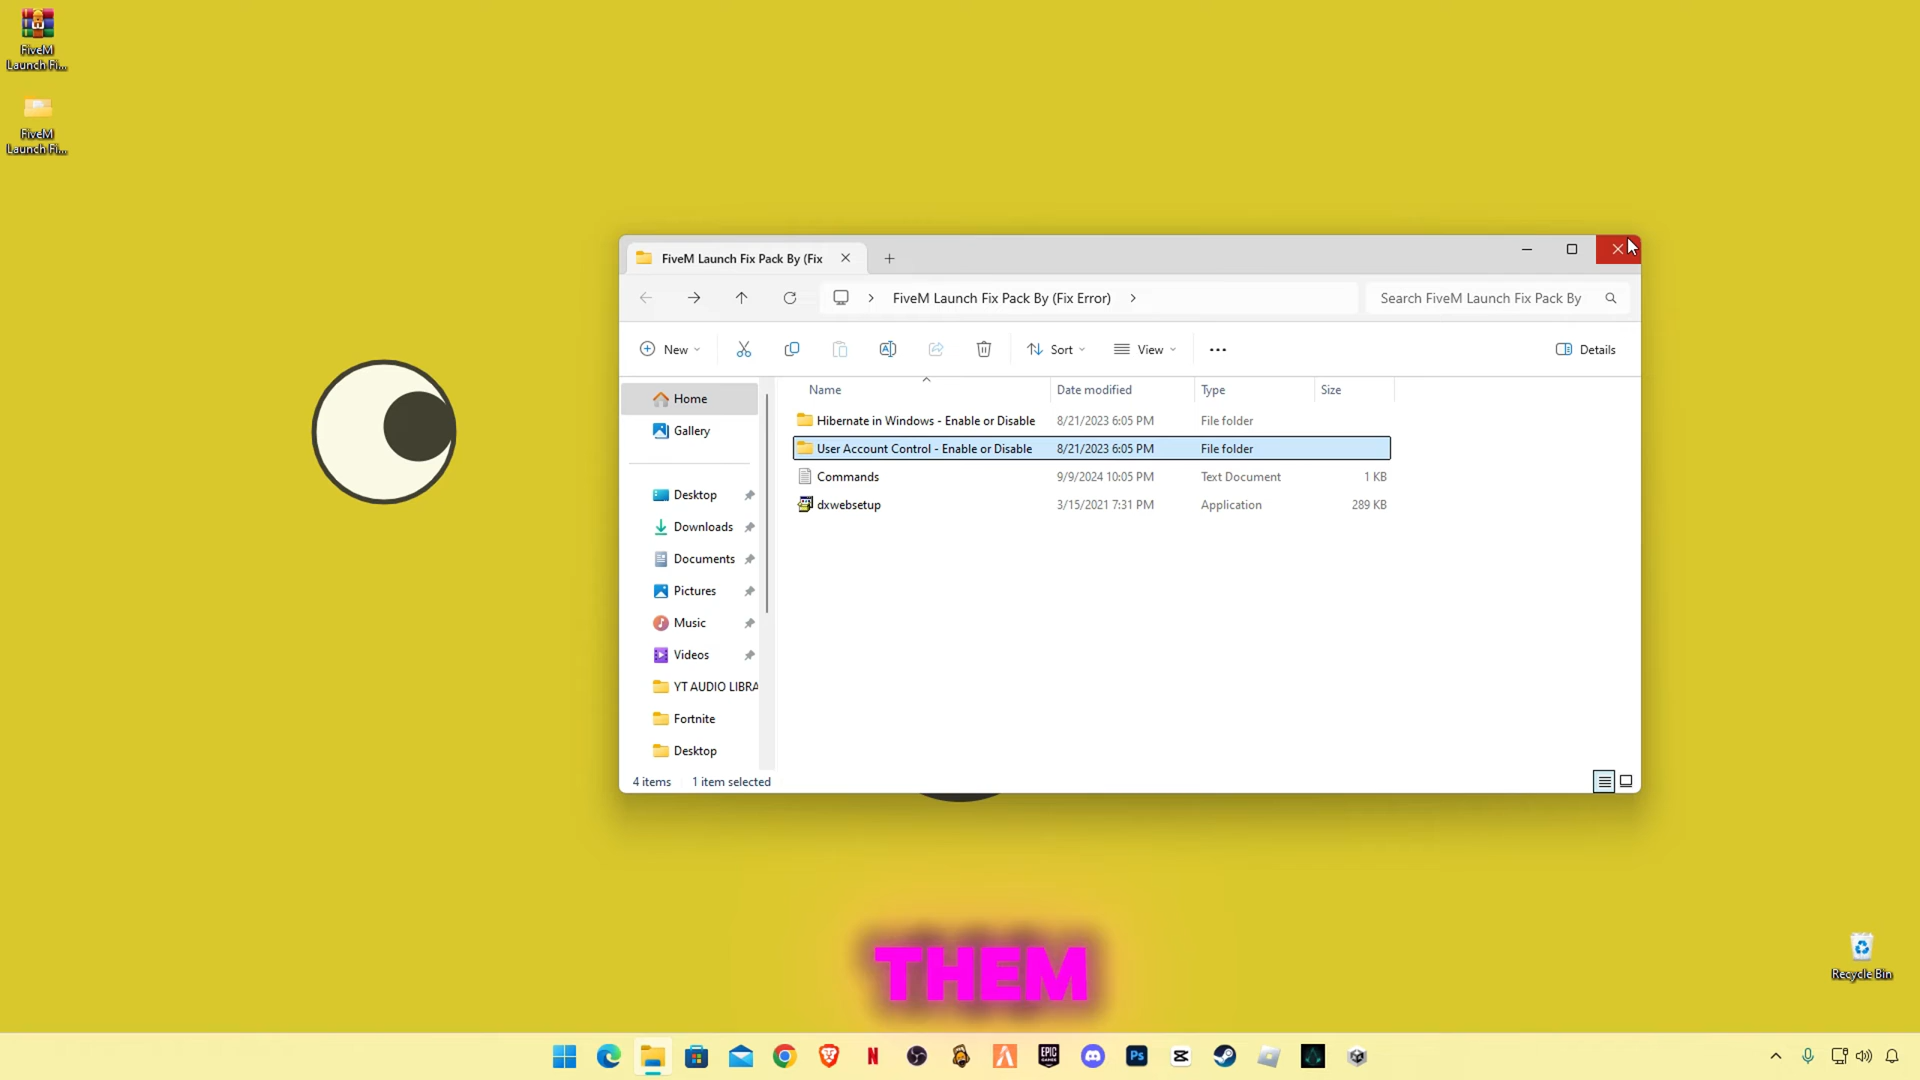 FiveM
Launch Fi...
FiveM
Launch Fi...
FiveM Launch Fix Pack By (Fix
FiveM Launch Fix Pack By (Fix Error)
Search FiveM Launch Fix Pack By
New
Sort
View
Details
Name
Date modified
Type
Size
Home
Gallery
Desktop
Downloads
Documents
Pictures
Music
Videos
YT AUDIO LIBRA
Fortnite
Desktop
Hibernate in Windows - Enable or Disable 8/21/2023 6:05 PM File folder
User Account Control - Enable or Disable 8/21/2023 6:05 PM File folder
Commands 9/9/2024 10:05 PM Text Document 1 KB
dxwebsetup 3/15/2021 7:31 PM Application 289 KB
4 items 1 item selected
THEM
Recycle Bin
N
EPIC
GAMES
Ps